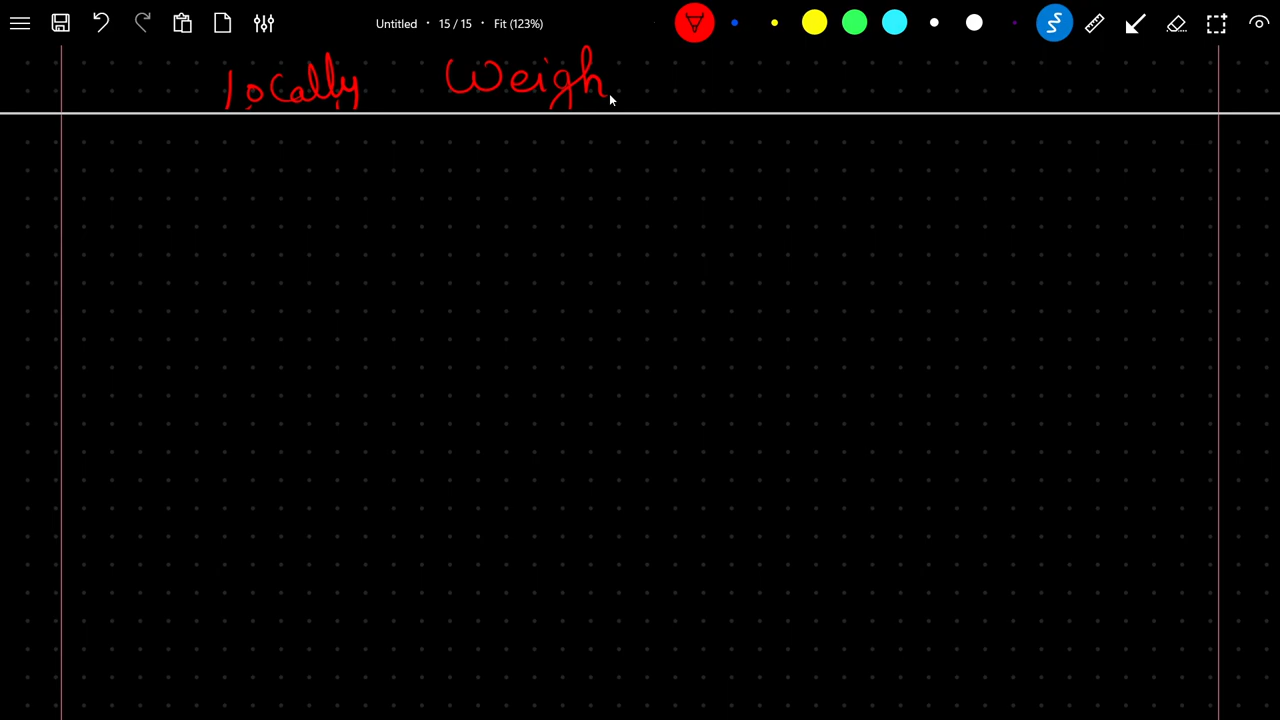 Untitled • 15 / 15 • Fit (123%)
locally Weigh